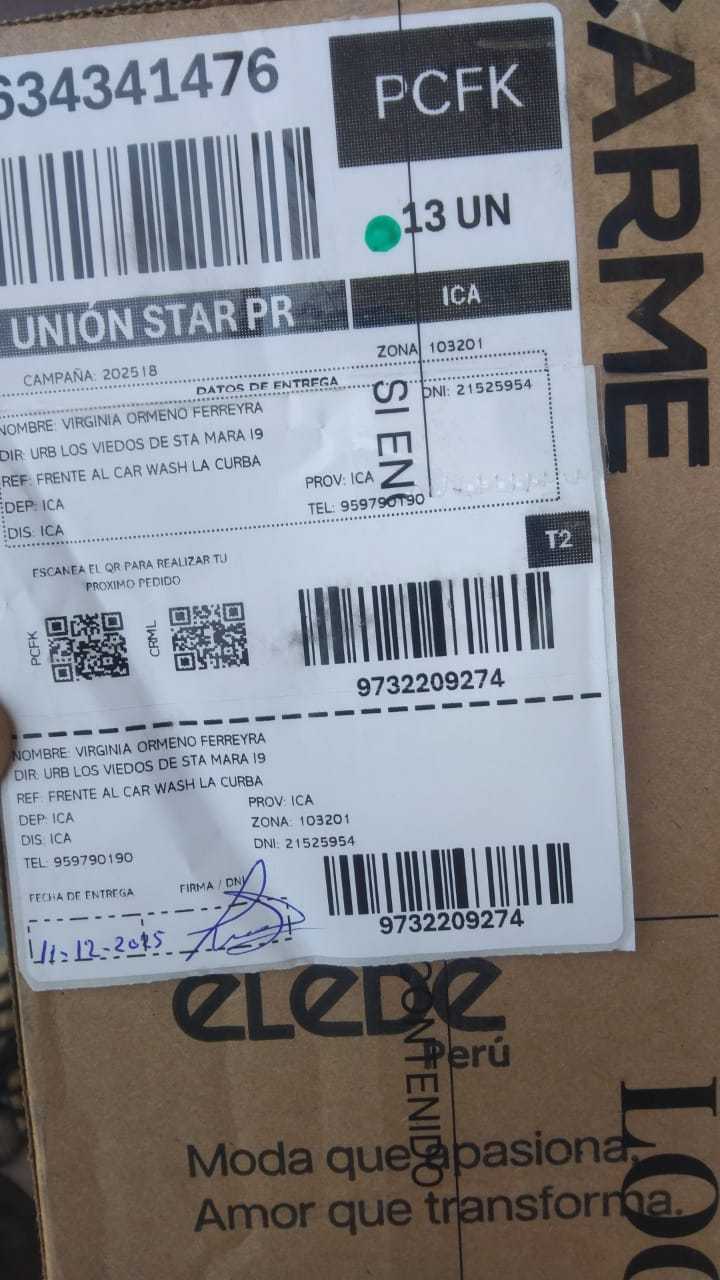 634341476
PCFK
13 UN
UNIÓN STAR PR
ICA
CAMPAÑA: 202518
ZONA 103201
DATOS DE ENTREGA
NOMBRE: VIRGINIA ORMENO FERREYRA
DNI: 21525954
DIR: URB LOS VIEDOS DE STA MARA I9
REF: FRENTE AL CAR WASH LA CURBA
PROV: ICA
DEP: ICA
TEL: 959790190
DIS: ICA
SI EN
T2
ESCANEA EL QR PARA REALIZAR TU
PROXIMO PEDIDO
PCFK
CRML
9732209274
NOMBRE: VIRGINIA ORMENO FERREYRA
DIR: URB LOS VIEDOS DE STA MARA I9
REF: FRENTE AL CAR WASH LA CURBA
PROV: ICA
DEP: ICA
ZONA: 103201
DIS: ICA
DNI: 21525954
TEL: 959790190
FECHA DE ENTREGA
FIRMA / DNI
11-12-2025
9732209274
CARME
Perú
CONTENIDO
Moda que apasiona.
Amor que transforma.
LO